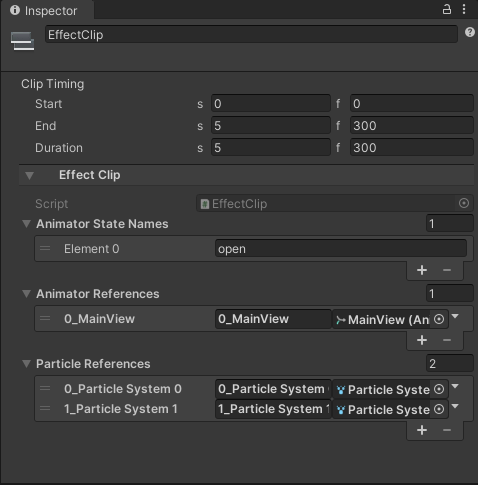 Inspector
EffectClip
Clip Timing
Start s 0 f 0
End s 5 f 300
Duration s 5 f 300
Effect Clip
Script EffectClip
Animator State Names 1
Element 0 open
+ −
Animator References 1
0_MainView 0_MainView MainView (An
+ −
Particle References 2
0_Particle System 0 0_Particle System Particle Syste
1_Particle System 1 1_Particle System 1 Particle Syste
+ −